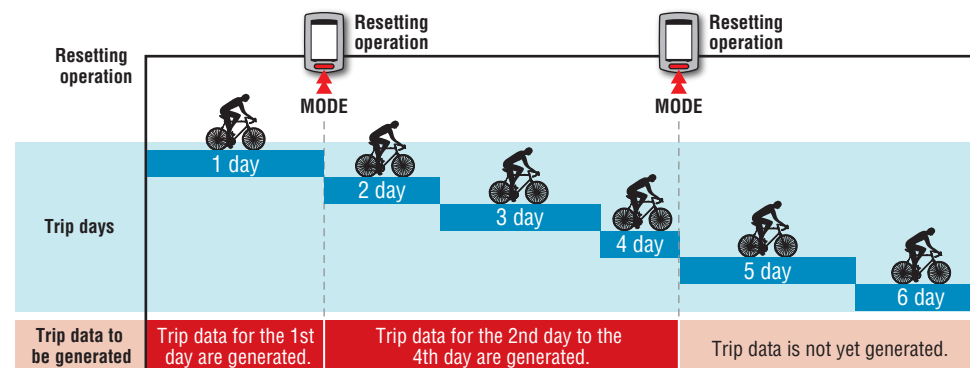 Resetting
operation
Resetting
operation
Resetting
operation
MODE
MODE
1 day
2 day
3 day
4 day
5 day
6 day
Trip days
Trip data to
be generated
Trip data for the 1st
day are generated.
Trip data for the 2nd day to the
4th day are generated.
Trip data is not yet generated.